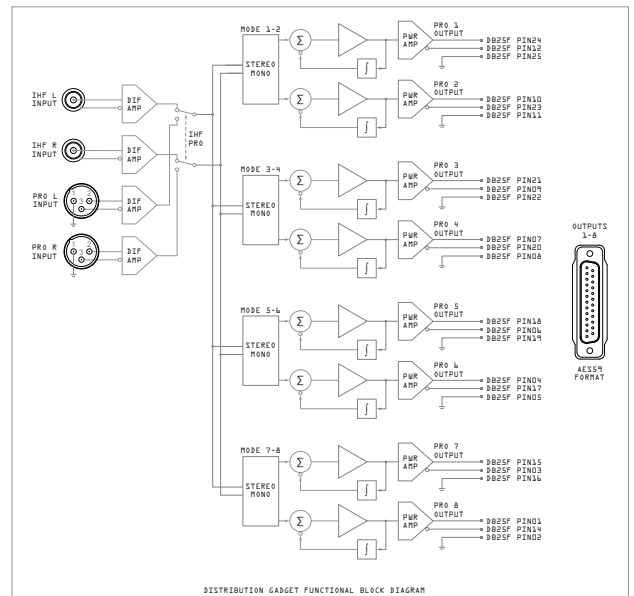 IHF L
INPUT
DIF
AMP
IHF R
INPUT
DIF
AMP
IHF
PRO
PRO L
INPUT
1 2
3
DIF
AMP
PRO R
INPUT
1 2
3
DIF
AMP
MODE 1-2
STEREO
MONO
Σ
∫
PWR
AMP
PRO 1
OUTPUT
DB25F PIN24
DB25F PIN12
DB25F PIN25
Σ
∫
PWR
AMP
PRO 2
OUTPUT
DB25F PIN10
DB25F PIN23
DB25F PIN11
MODE 3-4
STEREO
MONO
Σ
∫
PWR
AMP
PRO 3
OUTPUT
DB25F PIN21
DB25F PIN09
DB25F PIN22
Σ
∫
PWR
AMP
PRO 4
OUTPUT
DB25F PIN07
DB25F PIN20
DB25F PIN08
MODE 5-6
STEREO
MONO
Σ
∫
PWR
AMP
PRO 5
OUTPUT
DB25F PIN18
DB25F PIN06
DB25F PIN19
Σ
∫
PWR
AMP
PRO 6
OUTPUT
DB25F PIN04
DB25F PIN17
DB25F PIN05
MODE 7-8
STEREO
MONO
Σ
∫
PWR
AMP
PRO 7
OUTPUT
DB25F PIN15
DB25F PIN03
DB25F PIN16
Σ
∫
PWR
AMP
PRO 8
OUTPUT
DB25F PIN01
DB25F PIN14
DB25F PIN02
OUTPUTS
1-8
AES59
FORMAT
DISTRIBUTION GADGET FUNCTIONAL BLOCK DIAGRAM